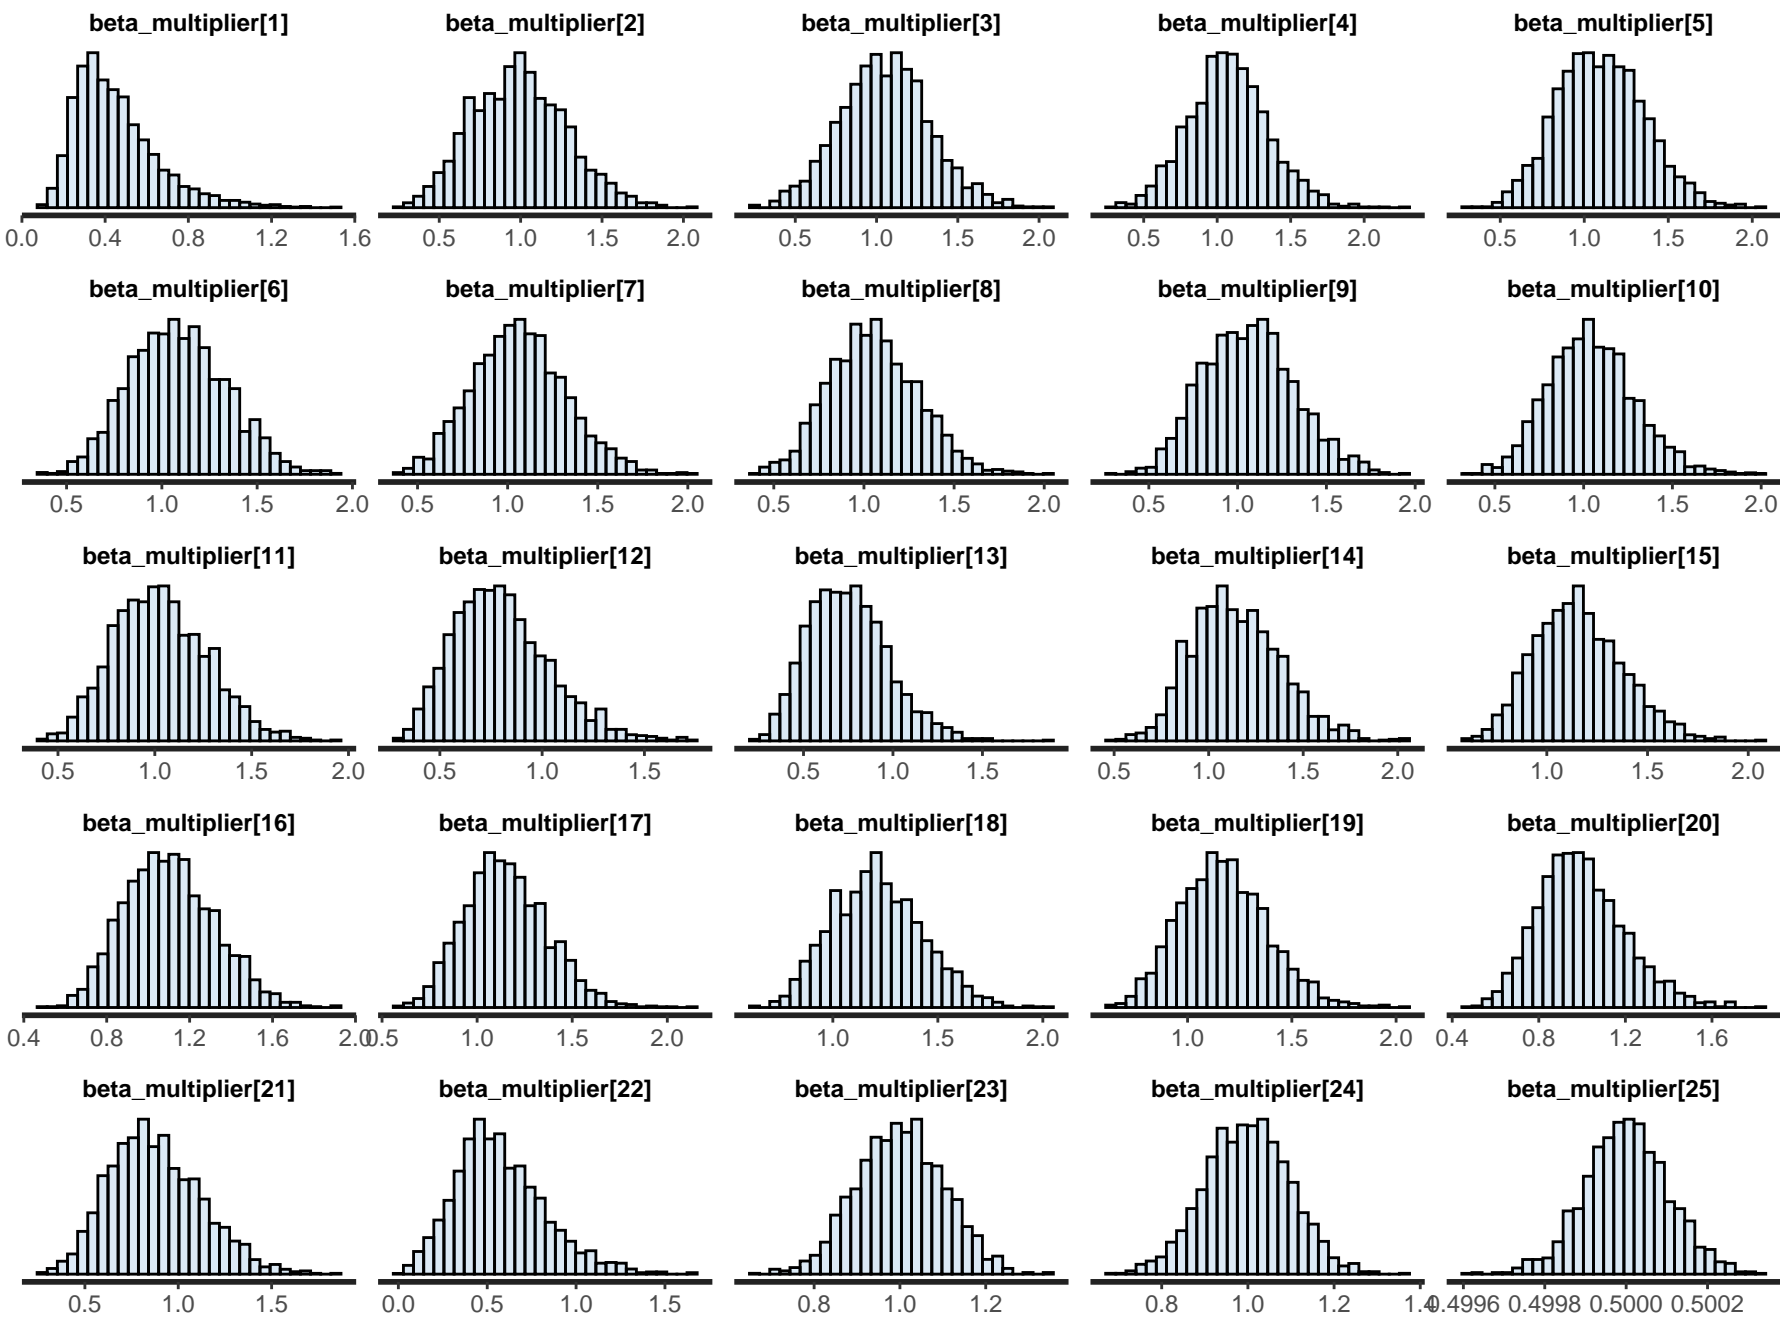 beta_multiplier[1] beta_multiplier[2] beta_multiplier[3] beta_multiplier[4] beta_multiplier[5]
0.0 0.4 0.8 1.2 1.6 0.5 1.0 1.5 2.0 0.5 1.0 1.5 2.0 0.5 1.0 1.5 2.0 0.5 1.0 1.5 2.0
beta_multiplier[6] beta_multiplier[7] beta_multiplier[8] beta_multiplier[9] beta_multiplier[10]
0.5 1.0 1.5 2.0 0.5 1.0 1.5 2.0 0.5 1.0 1.5 2.0 0.5 1.0 1.5 2.0 0.5 1.0 1.5 2.0
beta_multiplier[11] beta_multiplier[12] beta_multiplier[13] beta_multiplier[14] beta_multiplier[15]
0.5 1.0 1.5 2.0 0.5 1.0 1.5 0.5 1.0 1.5 0.5 1.0 1.5 2.0 1.0 1.5 2.0
beta_multiplier[16] beta_multiplier[17] beta_multiplier[18] beta_multiplier[19] beta_multiplier[20]
0.4 0.8 1.2 1.6 2.0 0.5 1.0 1.5 2.0 1.0 1.5 2.0 1.0 1.5 2.0 0.4 0.8 1.2 1.6
beta_multiplier[21] beta_multiplier[22] beta_multiplier[23] beta_multiplier[24] beta_multiplier[25]
0.5 1.0 1.5 0.0 0.5 1.0 1.5 0.8 1.0 1.2 0.8 1.0 1.2 1.4 0.4996 0.4998 0.5000 0.5002